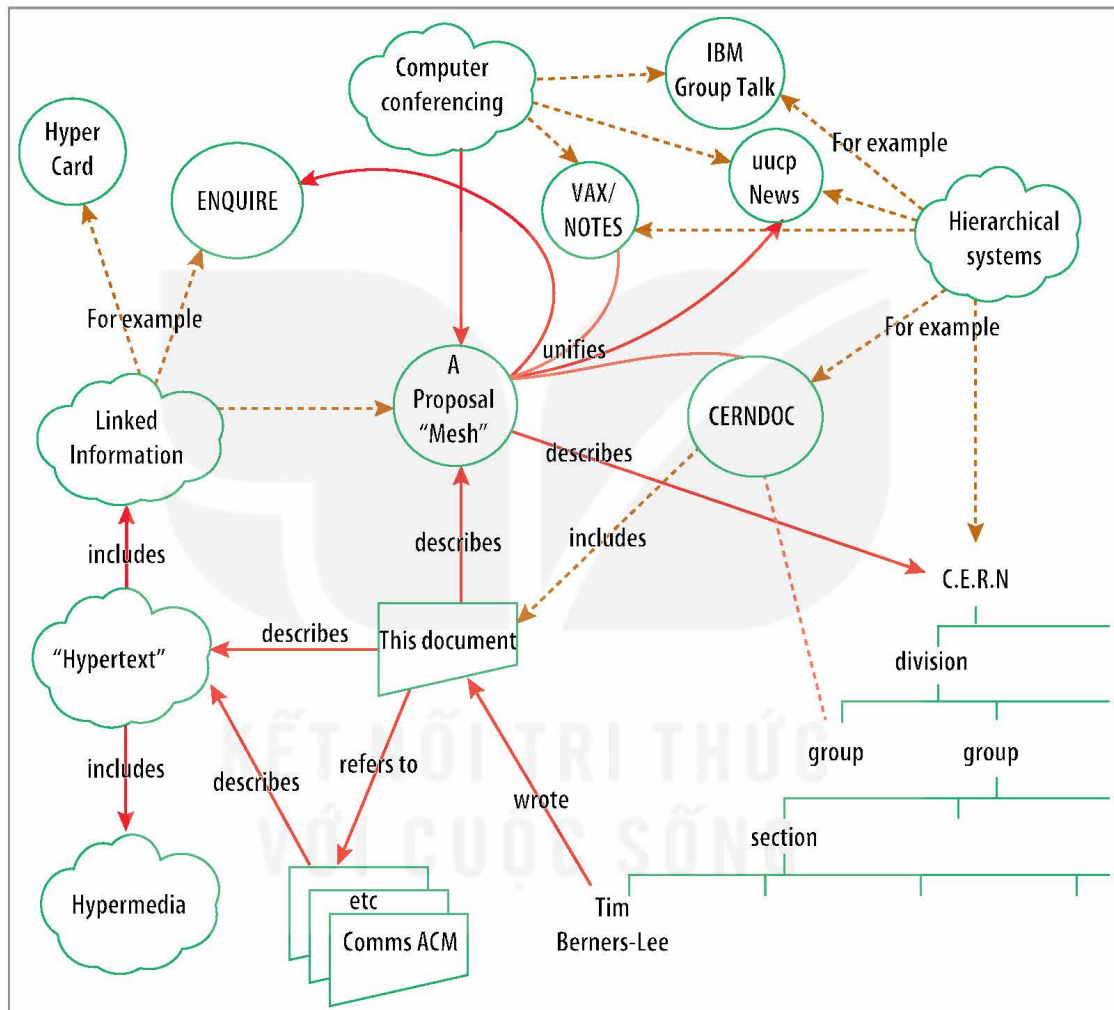 Computer
conferencing
IBM
Group Talk
Hyper
Card
For example
uucp
News
ENQUIRE
VAX/
NOTES
Hierarchical
systems
For example
For example
unifies
A
Proposal
“Mesh”
Linked
Information
CERNDOC
describes
includes
describes
includes
C.E.R.N
“Hypertext”
describes
This document
division
KẾT NỐI TRI THỨC
VỚI CUỘC SỐNG
includes
describes
refers to
group
group
wrote
section
Hypermedia
etc
Comms ACM
Tim
Berners-Lee